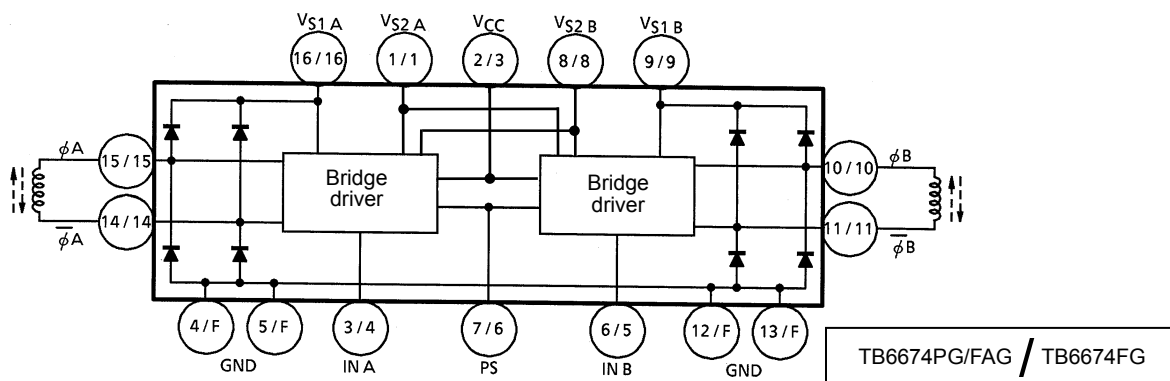 VS1 A VS2 A VCC VS2 B VS1 B
16 / 16 1 / 1 2 / 3 8 / 8 9 / 9
ϕA 15 / 15 10 / 10 ϕB
Bridge driver Bridge driver
ϕ̅A 14 / 14 11 / 11 ϕ̅B
4 / F 5 / F 3 / 4 7 / 6 6 / 5 12 / F 13 / F
GND IN A PS IN B GND
TB6674PG/FAG / TB6674FG